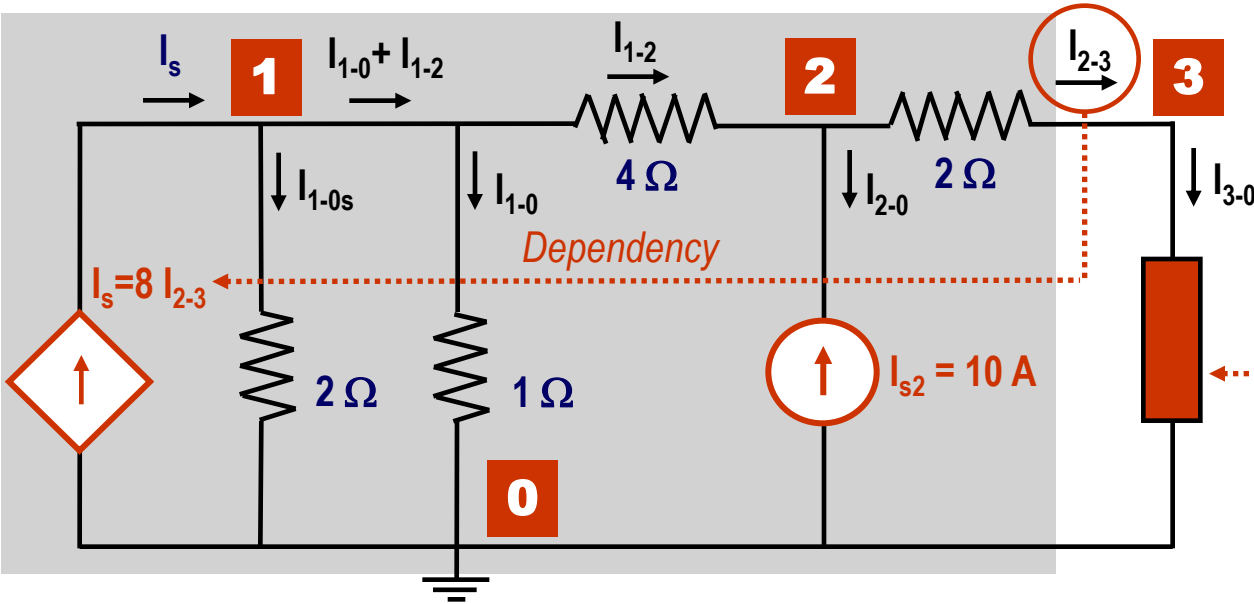 Is
1
I1-0+ I1-2
I1-2
2
I2-3
3
4 Ω
2 Ω
I1-0s
I1-0
I2-0
I3-0
Dependency
Is=8 I2-3
2 Ω
1 Ω
Is2 = 10 A
0